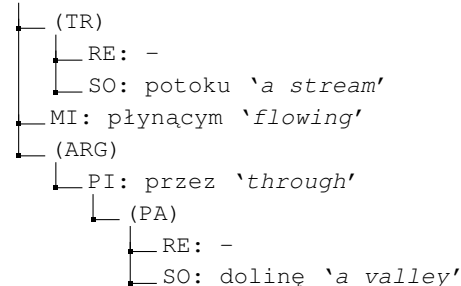 (TR)
RE: –
SO: potoku ‘a stream’
MI: płynącym ‘flowing’
(ARG)
PI: przez ‘through’
(PA)
RE: –
SO: dolinę ‘a valley’